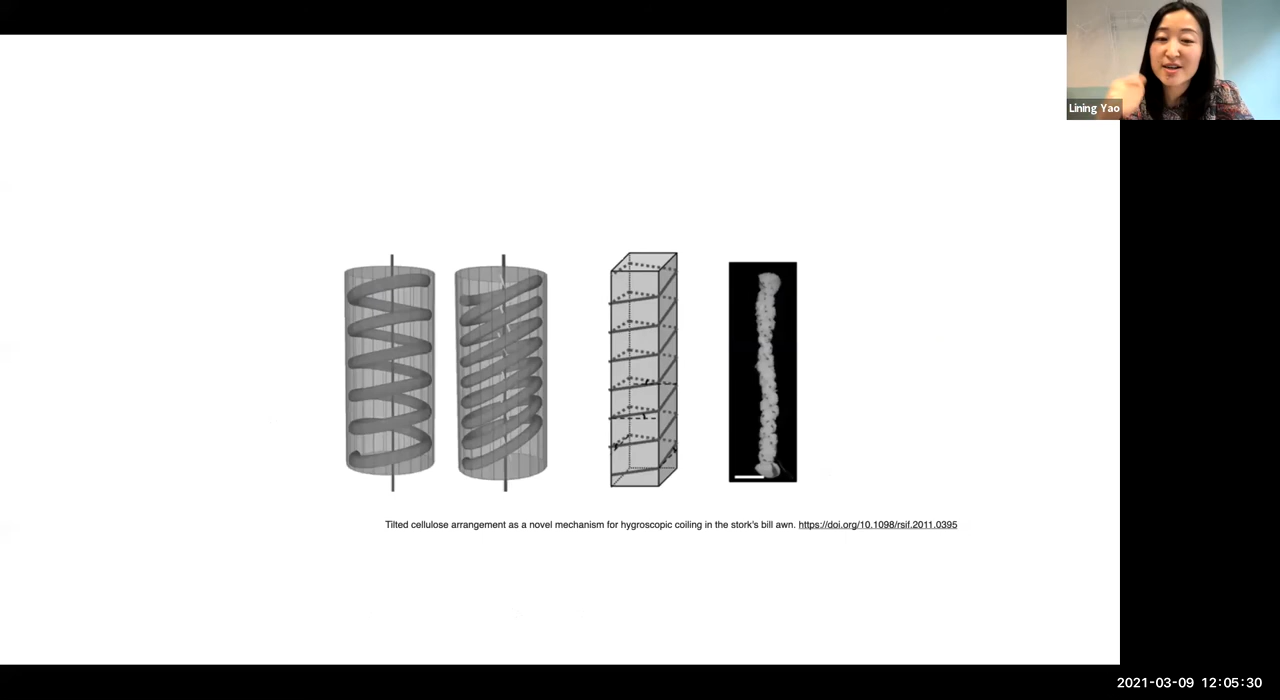 Lining Yao
Tilted cellulose arrangement as a novel mechanism for hygroscopic coiling in the stork's bill awn. https://doi.org/10.1098/rsif.2011.0395
2021-03-09 12:05:30